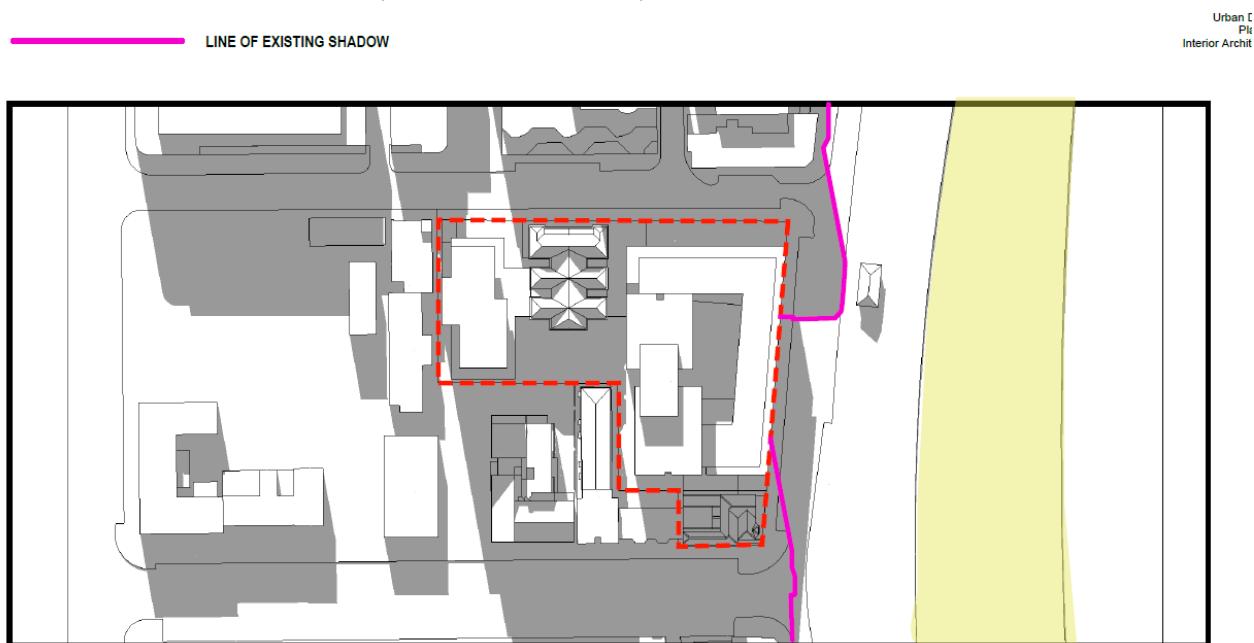 LINE OF EXISTING SHADOW
Urban D
Pla
Interior Archit